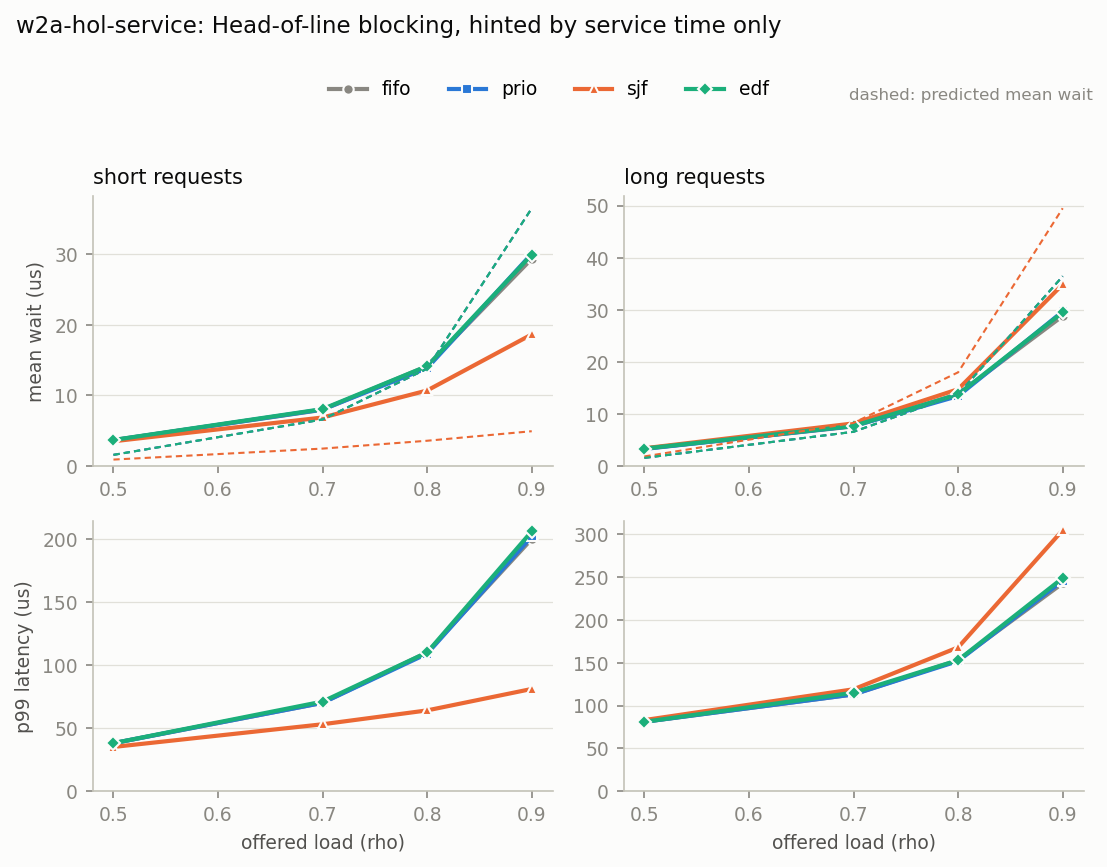 w2a-hol-service: Head-of-line blocking, hinted by service time only
fifo prio sjf edf
dashed: predicted mean wait
short requests
mean wait (us)
30
20
10
0
0.5 0.6 0.7 0.8 0.9
long requests
50
40
30
20
10
0
0.5 0.6 0.7 0.8 0.9
p99 latency (us)
200
150
100
50
0
0.5 0.6 0.7 0.8 0.9
offered load (rho)
300
250
200
150
100
50
0
0.5 0.6 0.7 0.8 0.9
offered load (rho)